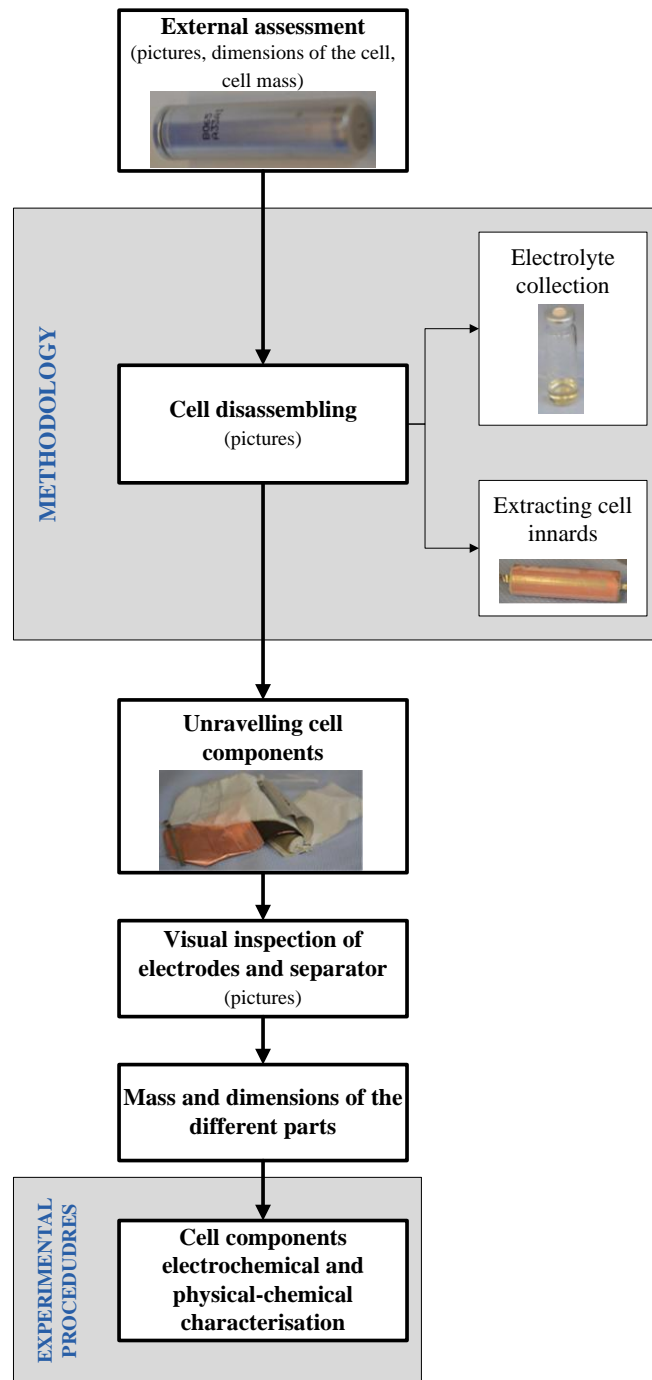 External assessment
(pictures, dimensions of the cell,
cell mass)
METHODOLOGY
Electrolyte
collection
Cell disassembling
(pictures)
Extracting cell
innards
Unravelling cell
components
Visual inspection of
electrodes and separator
(pictures)
Mass and dimensions of the
different parts
EXPERIMENTAL
PROCEDUDRES
Cell components
electrochemical and
physical-chemical
characterisation